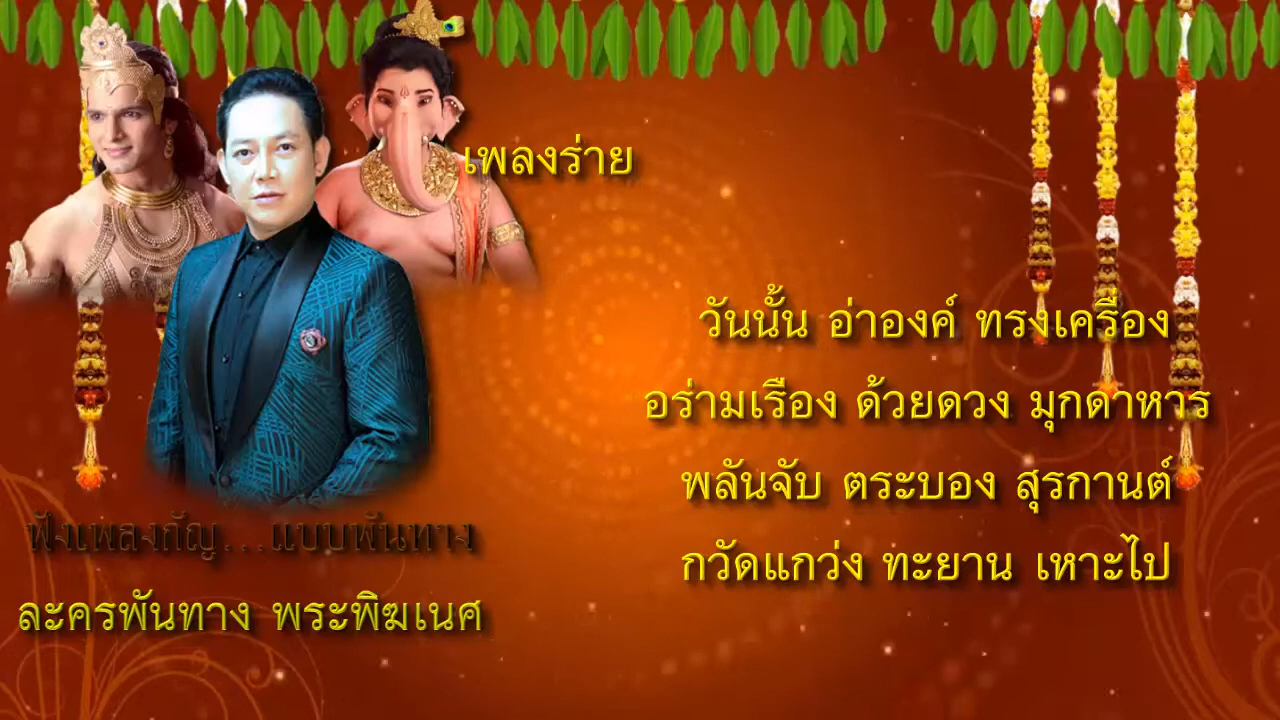 เพลงร่าย
วันนั้น อ่าองค์ ทรงเครื่อง
อร่ามเรือง ด้วยดวง มุกดาหาร
พลันจับ ตระบอง สุรกานต์
กวัดแกว่ง ทะยาน เหาะไป
ฟังเพลงกัญ...แบบพันทาง
ละครพันทาง พระพิฆเนศ